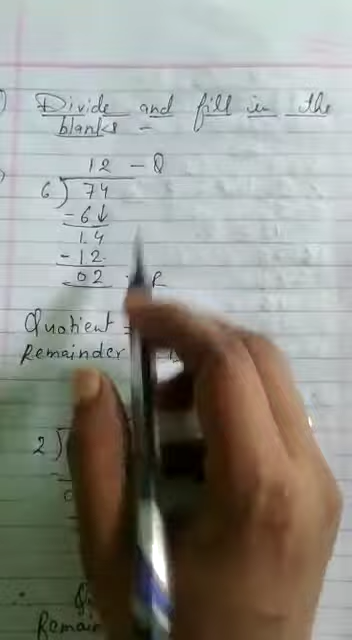 Divide and fill in the
blanks -
12 - Q
6) 74
- 6↓
14
- 12
02 - R
Quotient =
Remainder
2)
Remain